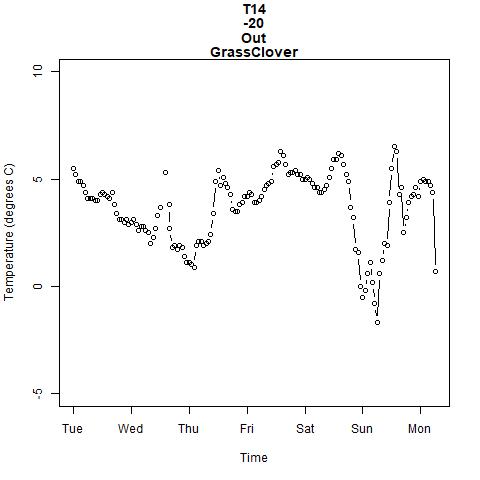 T14
-20
Out
GrassClover
10
5
0
-5
Temperature (degrees C)
Tue Wed Thu Fri Sat Sun Mon
Time